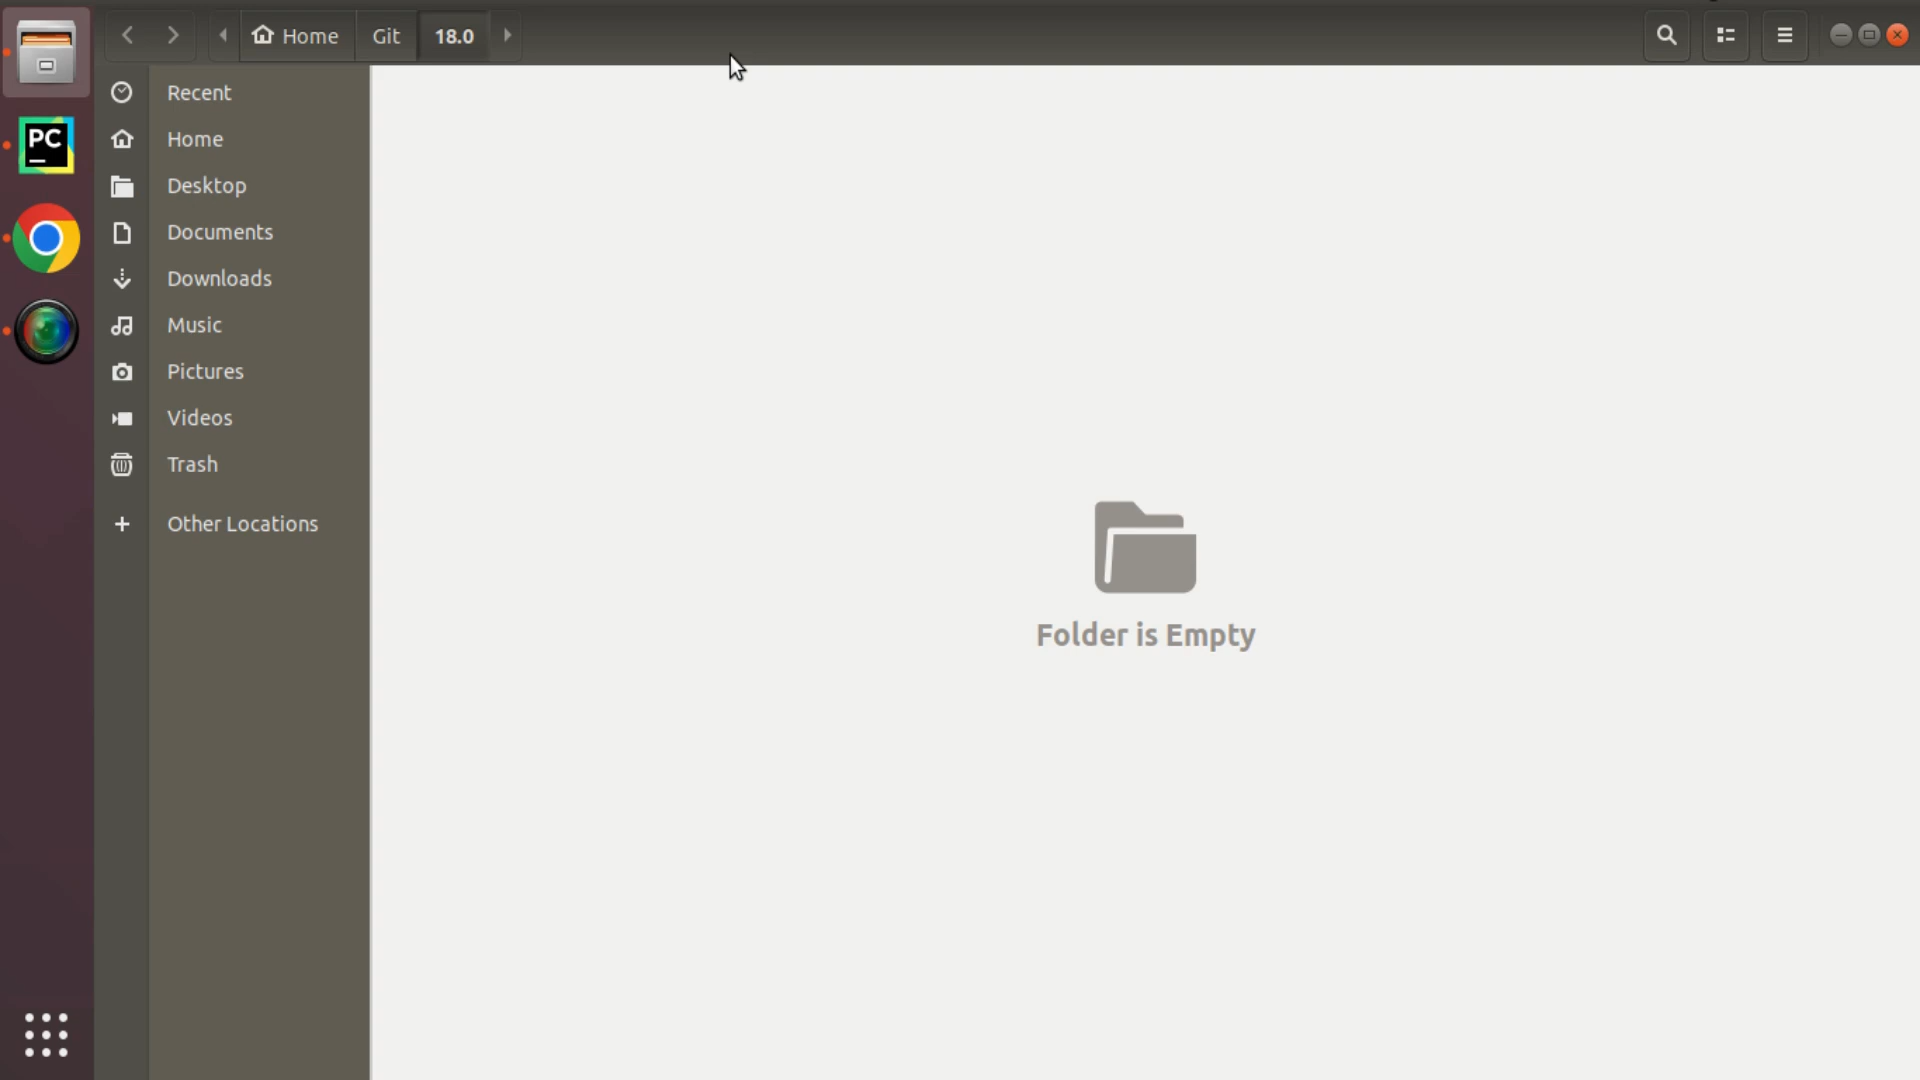 Home
Git
18.0
Recent
PC
Home
Desktop
Documents
Downloads
Music
Pictures
Videos
Trash
Other Locations
Folder is Empty